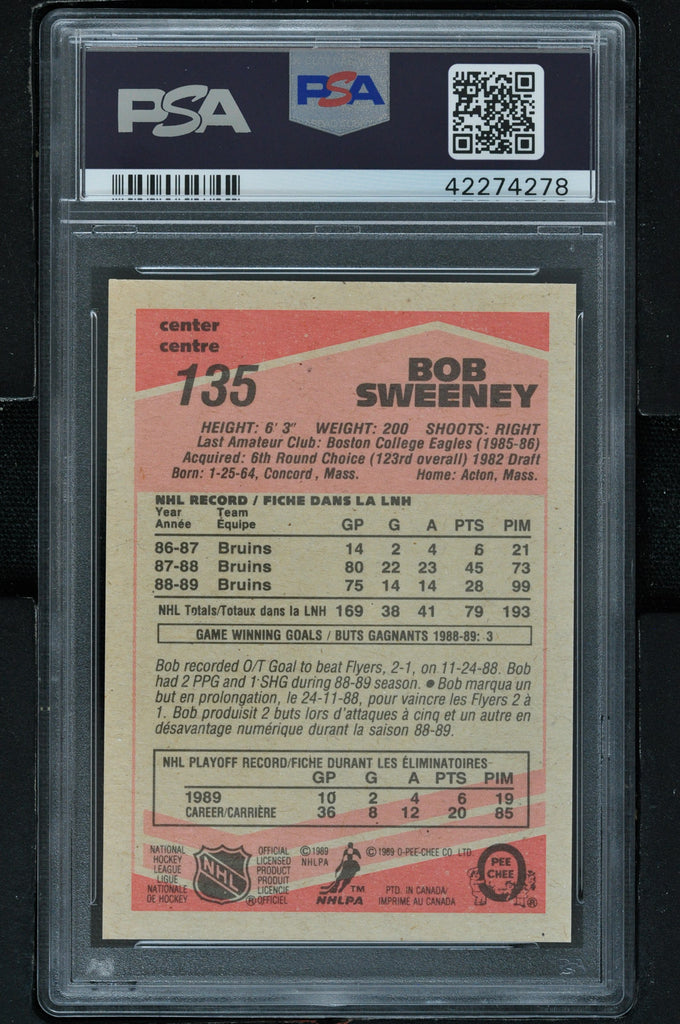 PSA
PSA
42274278
center
centre
135
BOB
SWEENEY
HEIGHT: 6' 3" WEIGHT: 200 SHOOTS: RIGHT
Last Amateur Club: Boston College Eagles (1985-86)
Acquired: 6th Round Choice (123rd overall) 1982 Draft
Born: 1-25-64, Concord, Mass. Home: Acton, Mass.
NHL RECORD / FICHE DANS LA LNH
Year Team
Année Équipe GP G A PTS PIM
86-87 Bruins 14 2 4 6 21
87-88 Bruins 80 22 23 45 73
88-89 Bruins 75 14 14 28 99
NHL Totals/Totaux dans la LNH 169 38 41 79 193
GAME WINNING GOALS / BUTS GAGNANTS 1988-89: 3
Bob recorded O/T Goal to beat Flyers, 2-1, on 11-24-88. Bob
had 2 PPG and 1 SHG during 88-89 season. ● Bob marqua un
but en prolongation, le 24-11-88, pour vaincre les Flyers 2 à
1. Bob produisit 2 buts lors d'attaques à cinq et un autre en
désavantage numérique durant la saison 88-89.
NHL PLAYOFF RECORD/FICHE DURANT LES ÉLIMINATOIRES
GP G A PTS PIM
1989 10 2 4 6 19
CAREER/CARRIÈRE 36 8 12 20 85
NATIONAL
HOCKEY
LEAGUE
LIGUE
NATIONALE
DE HOCKEY
NHL
OFFICIAL
LICENSED
PRODUCT
PRODUIT
LICENCIÉ
® OFFICIEL
© 1989
NHLPA
TM
NHLPA
© 1989 O-PEE-CHEE CO. LTD.
PTD. IN CANADA/
IMPRIMÉ AU CANADA
PEE
CHEE
®